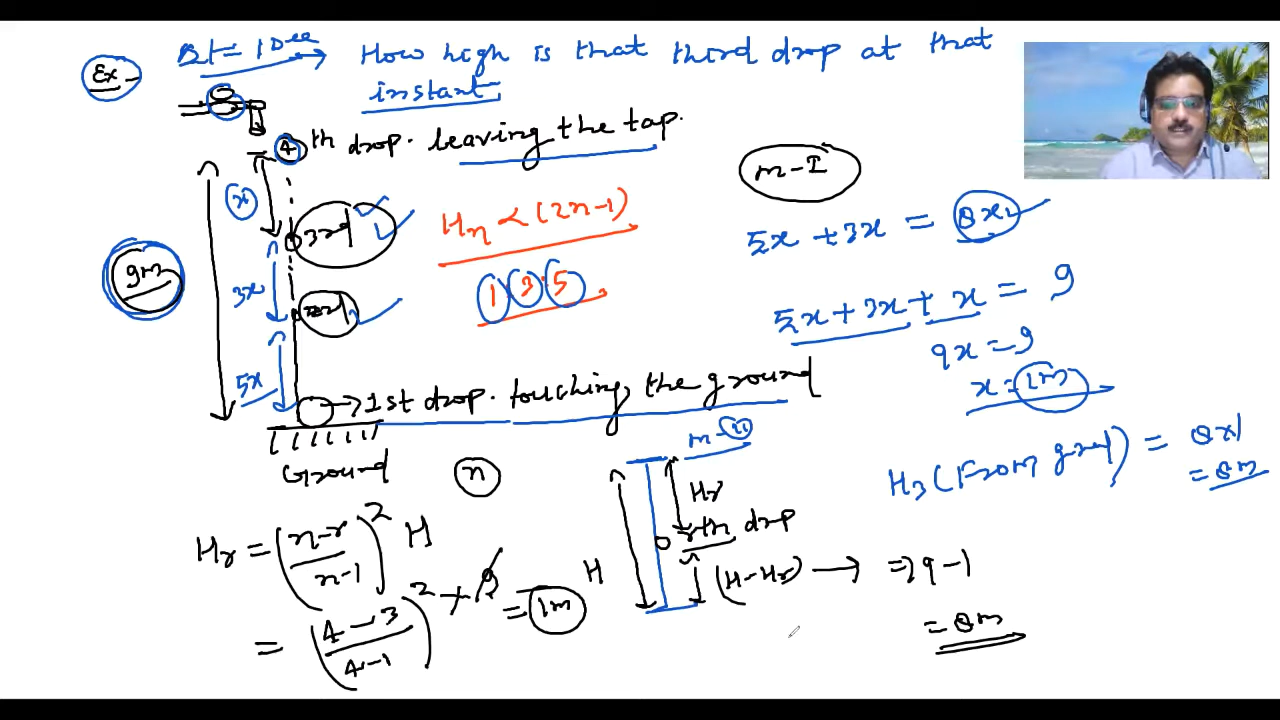 Ex
Δt = 1 sec → How high is that third drop at that
instant
4th drop. leaving the tap.
x
3rd
9m
3x
2nd
5x
→ 1st drop. touching the ground
Ground
Hn ∝ (2n-1)
1 3 5
m-I
5x + 3x = 8x
5x + 3x + x = 9
9x = 9
x = 1m
H3 (From grnd) = 8x1
= 8m
n
m-II
Hr = ((n-r)/(n-1))² H
= ((4-3)/(4-1))² × 9 = 1m
H
Hr
rth drop
(H-Hr) → => 9-1
= 8m